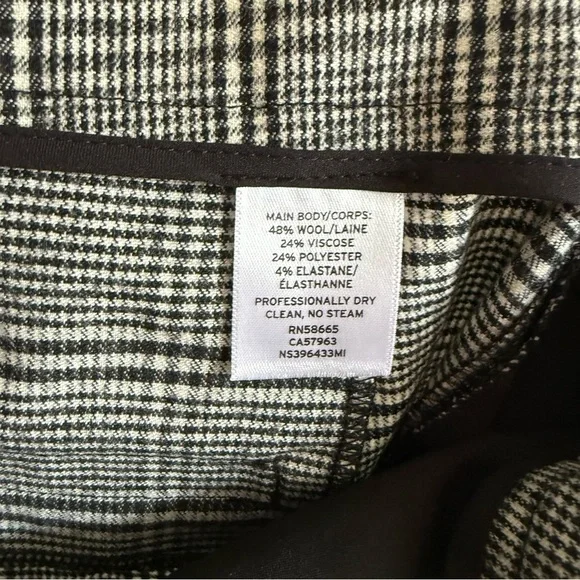 MAIN BODY/CORPS:
48% WOOL/LAINE
24% VISCOSE
24% POLYESTER
4% ELASTANE/
ÉLASTHANNE
PROFESSIONALLY DRY
CLEAN, NO STEAM
RN58665
CA57963
NS396433MI